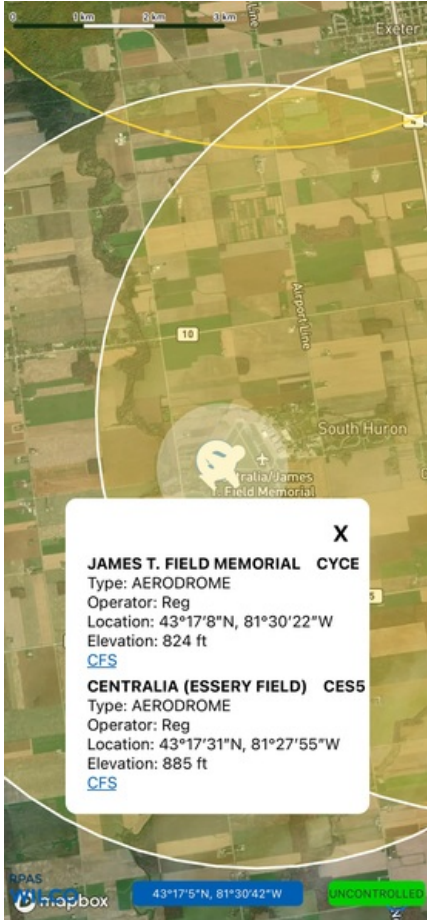 0 1 km 2 km 3 km
Line
Exeter
4
Airport Line
10
South Huron
tralia/James
T. Field Memorial
X
JAMES T. FIELD MEMORIAL CYCE
Type: AERODROME
Operator: Reg
Location: 43°17'8"N, 81°30'22"W
Elevation: 824 ft
CFS
5
CENTRALIA (ESSERY FIELD) CES5
Type: AERODROME
Operator: Reg
Location: 43°17'31"N, 81°27'55"W
Elevation: 885 ft
CFS
RPAS
WILCO
mapbox
43°17'5"N, 81°30'42"W
UNCONTROLLED